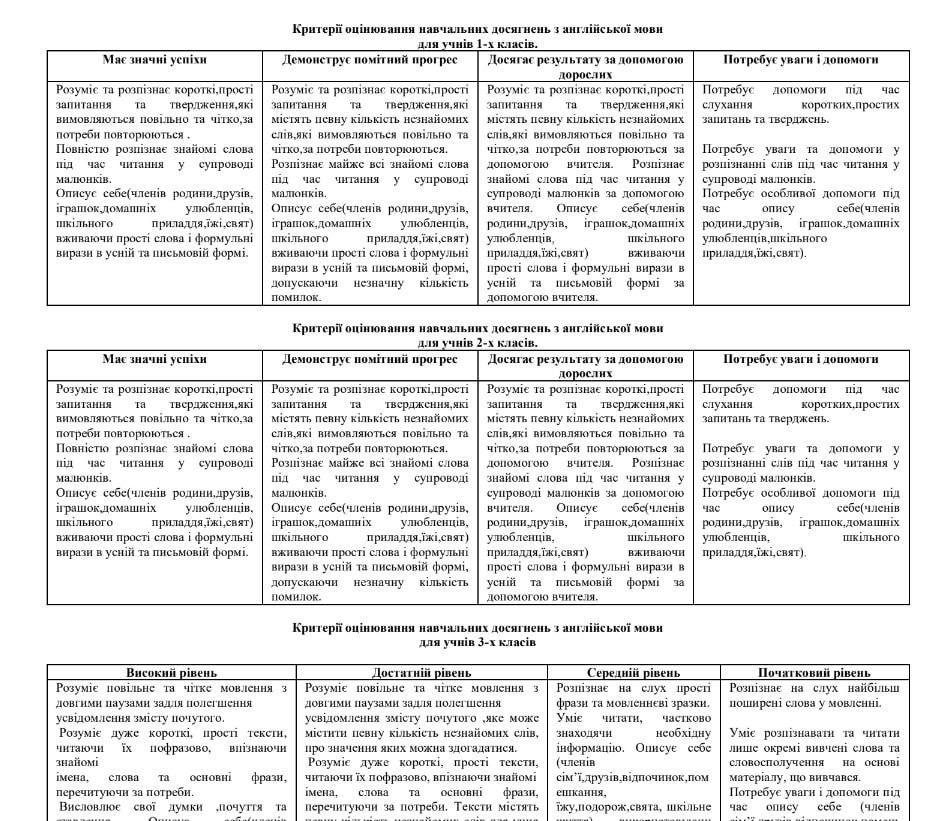 Критерії оцінювання навчальних досягнень з англійської мови
для учнів 1-х класів.
Має значні успіхи
Демонструє помітний прогрес
Досягає результату за допомогою
дорослих
Потребує уваги і допомоги
Розуміє та розпізнає короткі,прості
запитання та твердження,які
вимовляються повільно та чітко,за
потреби повторюються .
Повністю розпізнає знайомі слова
під час читання у супроводі
малюнків.
Описує себе(членів родини,друзів,
іграшок,домашніх улюбленців,
шкільного приладдя,їжі,свят)
вживаючи прості слова і формульні
вирази в усній та письмовій формі.
Розуміє та розпізнає короткі,прості
запитання та твердження,які
містять певну кількість незнайомих
слів,які вимовляються повільно та
чітко,за потреби повторюються.
Розпізнає майже всі знайомі слова
під час читання у супроводі
малюнків.
Описує себе(членів родини,друзів,
іграшок,домашніх улюбленців,
шкільного приладдя,їжі,свят)
вживаючи прості слова і формульні
вирази в усній та письмовій формі,
допускаючи незначну кількість
помилок.
Розуміє та розпізнає короткі,прості
запитання та твердження,які
містять певну кількість незнайомих
слів,які вимовляються повільно та
чітко,за потреби повторюються за
допомогою вчителя. Розпізнає
знайомі слова під час читання у
супроводі малюнків за допомогою
вчителя. Описує себе(членів
родини,друзів, іграшок,домашніх
улюбленців, шкільного
приладдя,їжі,свят) вживаючи
прості слова і формульні вирази в
усній та письмовій формі за
допомогою вчителя.
Потребує допомоги під час
слухання коротких,простих
запитань та тверджень.
Потребує уваги та допомоги у
розпізнанні слів під час читання у
супроводі малюнків.
Потребує особливої допомоги під
час опису себе(членів
родини,друзів, іграшок,домашніх
улюбленців,шкільного
приладдя,їжі,свят).
Критерії оцінювання навчальних досягнень з англійської мови
для учнів 2-х класів.
Має значні успіхи
Демонструє помітний прогрес
Досягає результату за допомогою
дорослих
Потребує уваги і допомоги
Розуміє та розпізнає короткі,прості
запитання та твердження,які
вимовляються повільно та чітко,за
потреби повторюються .
Повністю розпізнає знайомі слова
під час читання у супроводі
малюнків.
Описує себе(членів родини,друзів,
іграшок,домашніх улюбленців,
шкільного приладдя,їжі,свят)
вживаючи прості слова і формульні
вирази в усній та письмовій формі.
Розуміє та розпізнає короткі,прості
запитання та твердження,які
містять певну кількість незнайомих
слів,які вимовляються повільно та
чітко,за потреби повторюються.
Розпізнає майже всі знайомі слова
під час читання у супроводі
малюнків.
Описує себе(членів родини,друзів,
іграшок,домашніх улюбленців,
шкільного приладдя,їжі,свят)
вживаючи прості слова і формульні
вирази в усній та письмовій формі,
допускаючи незначну кількість
помилок.
Розуміє та розпізнає короткі,прості
запитання та твердження,які
містять певну кількість незнайомих
слів,які вимовляються повільно та
чітко,за потреби повторюються за
допомогою вчителя. Розпізнає
знайомі слова під час читання у
супроводі малюнків за допомогою
вчителя. Описує себе(членів
родини,друзів, іграшок,домашніх
улюбленців, шкільного
приладдя,їжі,свят) вживаючи
прості слова і формульні вирази в
усній та письмовій формі за
допомогою вчителя.
Потребує допомоги під час
слухання коротких,простих
запитань та тверджень.
Потребує уваги та допомоги у
розпізнанні слів під час читання у
супроводі малюнків.
Потребує особливої допомоги під
час опису себе(членів
родини,друзів, іграшок,домашніх
улюбленців, шкільного
приладдя,їжі,свят).
Критерії оцінювання навчальних досягнень з англійської мови
для учнів 3-х класів
Високий рівень
Достатній рівень
Середній рівень
Початковий рівень
Розуміє повільне та чітке мовлення з
довгими паузами задля полегшення
усвідомлення змісту почутого.
Розуміє дуже короткі, прості тексти,
читаючи їх пофразово, впізнаючи
знайомі
імена, слова та основні фрази,
перечитуючи за потреби.
Висловлює свої думки ,почуття та
Розуміє повільне та чітке мовлення з
довгими паузами задля полегшення
усвідомлення змісту почутого ,яке може
містити певну кількість незнайомих слів,
про значення яких можна здогадатися.
Розуміє дуже короткі, прості тексти,
читаючи їх пофразово, впізнаючи знайомі
імена, слова та основні фрази,
перечитуючи за потреби. Тексти містять
Розпізнає на слух прості
фрази та мовленнєві зразки.
Уміє читати, частково
знаходячи необхідну
інформацію. Описує себе
(членів
сім’ї,друзів,відпочинок,пом
ешкання,
їжу,подорож,свята, шкільне
Розпізнає на слух найбільш
поширені слова у мовленні.
Уміє розпізнавати та читати
лише окремі вивчені слова та
словосполучення на основі
матеріалу, що вивчався.
Потребує уваги і допомоги під
час опису себе (членів